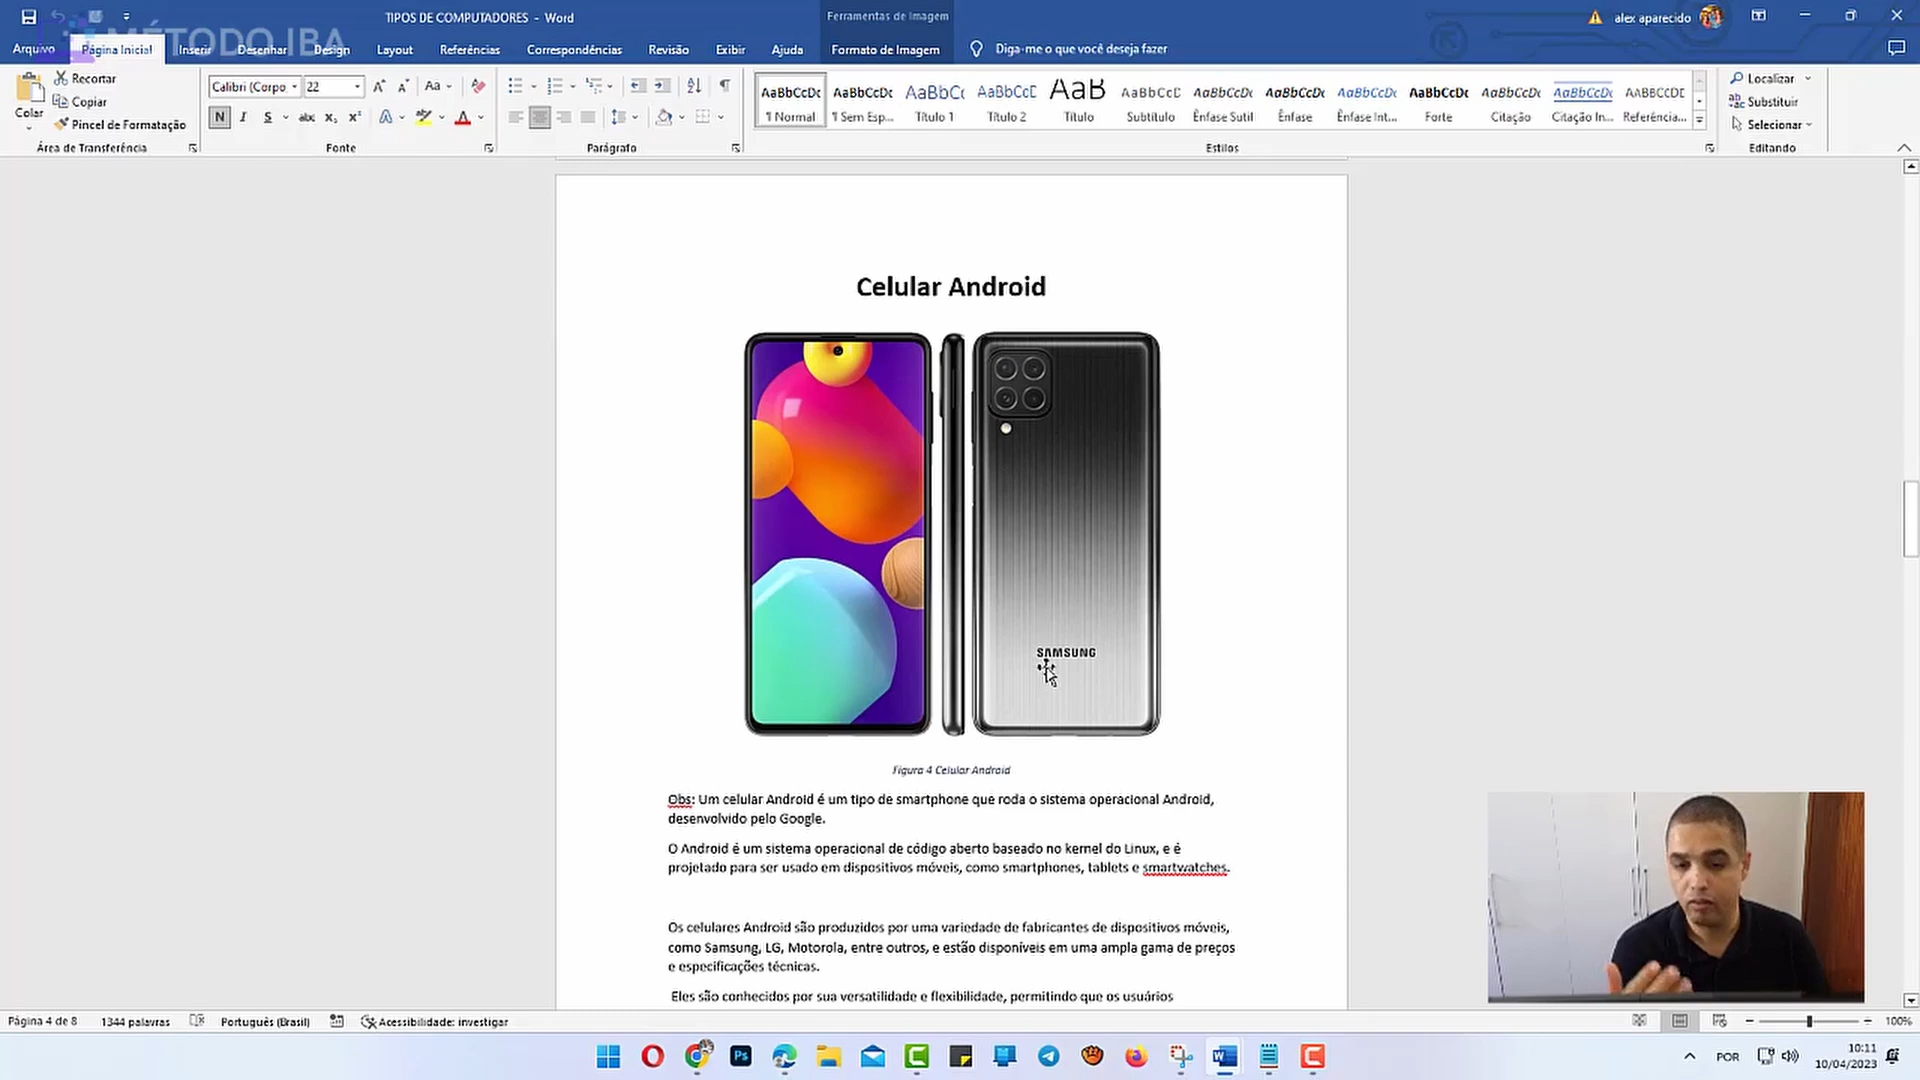 TIPOS DE COMPUTADORES - Word
Ferramentas de Imagem
alex aparecido
MÉTODO IBA
Arquivo
Página Inicial
Inserir
Desenhar
Design
Layout
Referências
Correspondências
Revisão
Exibir
Ajuda
Formato de Imagem
Diga-me o que você deseja fazer
Colar
Recortar
Copiar
Pincel de Formatação
Área de Transferência
Calibri (Corpo
22
Aa
N I S abc x₂ x²
Fonte
Parágrafo
AaBbCcDc
¶ Normal
AaBbCcDc
¶ Sem Esp...
AaBbCc
Título 1
AaBbCcD
Título 2
AaB
Título
AaBbCcD
Subtítulo
AaBbCcDc
Ênfase Sutil
AaBbCcDc
Ênfase
AaBbCcDc
Ênfase Int...
AaBbCcDc
Forte
AaBbCcDc
Citação
AaBbCcDc
Citação In...
AABBCCDC
Referência...
Estilos
Localizar
Substituir
Selecionar
Editando
Celular Android
SAMSUNG
Figura 4 Celular Android
Obs: Um celular Android é um tipo de smartphone que roda o sistema operacional Android,
desenvolvido pelo Google.
O Android é um sistema operacional de código aberto baseado no kernel do Linux, e é
projetado para ser usado em dispositivos móveis, como smartphones, tablets e smartwatches.
Os celulares Android são produzidos por uma variedade de fabricantes de dispositivos móveis,
como Samsung, LG, Motorola, entre outros, e estão disponíveis em uma ampla gama de preços
e especificações técnicas.
Eles são conhecidos por sua versatilidade e flexibilidade, permitindo que os usuários
Página 4 de 8
1344 palavras
Português (Brasil)
Acessibilidade: investigar
100%
Ps
POR
10:11
10/04/2023